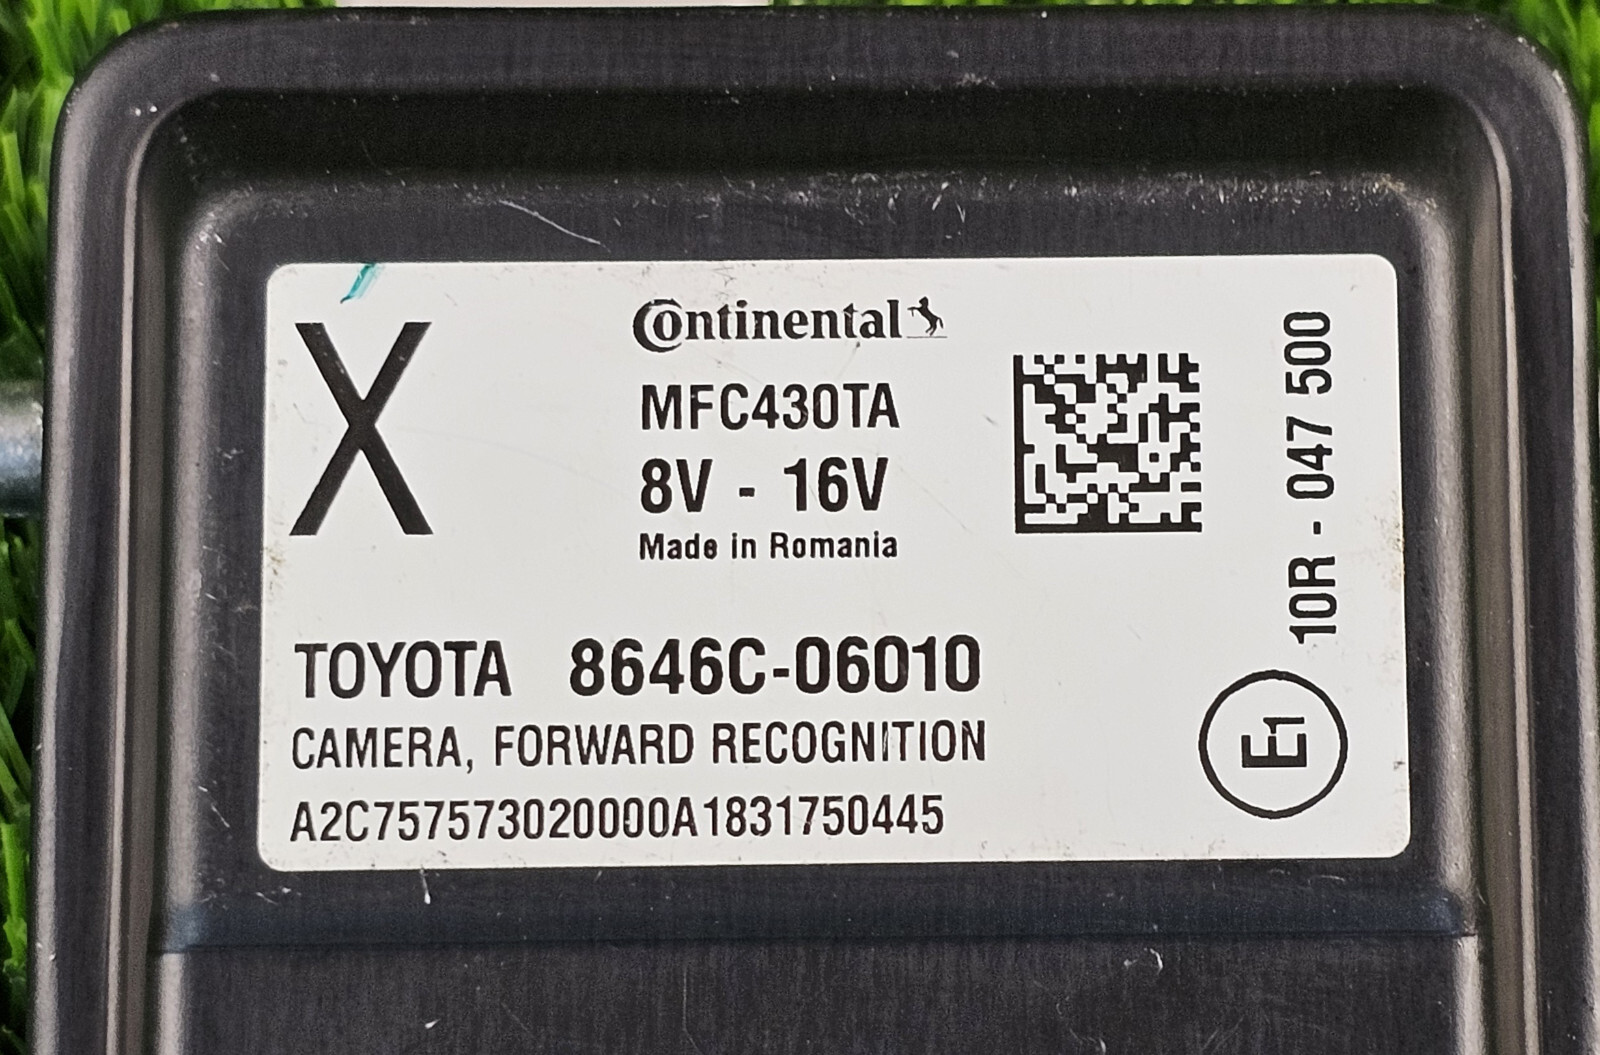 X
Continental
MFC430TA
8V - 16V
Made in Romania
TOYOTA 8646C-06010
CAMERA, FORWARD RECOGNITION
A2C757573020000A1831750445
10R - 047 500
E1